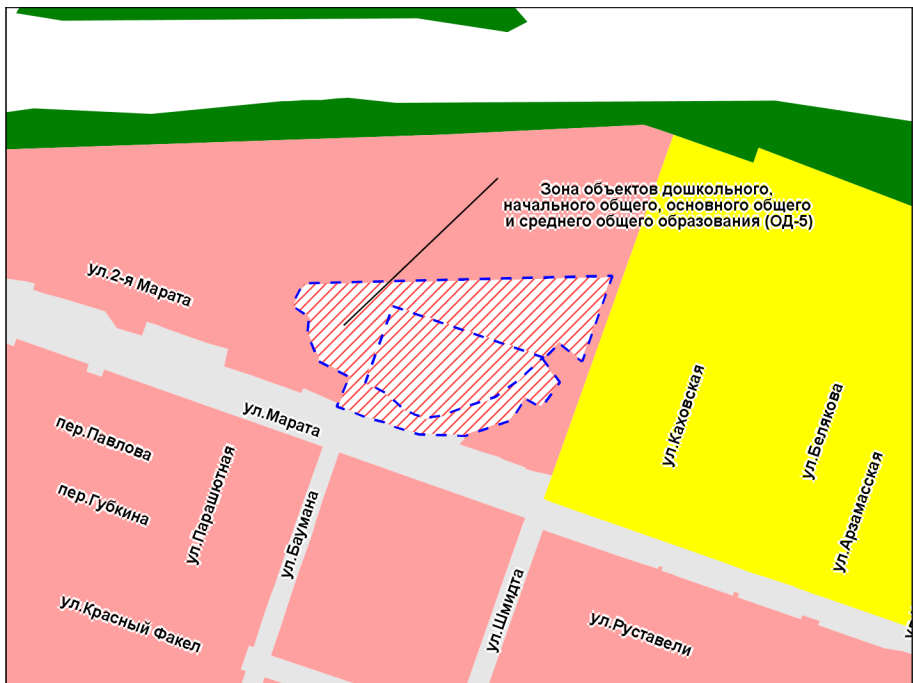 Зона объектов дошкольного,
начального общего, основного общего
и среднего общего образования (ОД-5)
ул.2-я Марата
ул.Марата
пер.Павлова
пер.Губкина
ул.Парашютная
ул.Баумана
ул.Красный Факел
ул.Шмидта
ул.Руставели
ул.Каховская
ул.Белякова
ул.Арзамасская